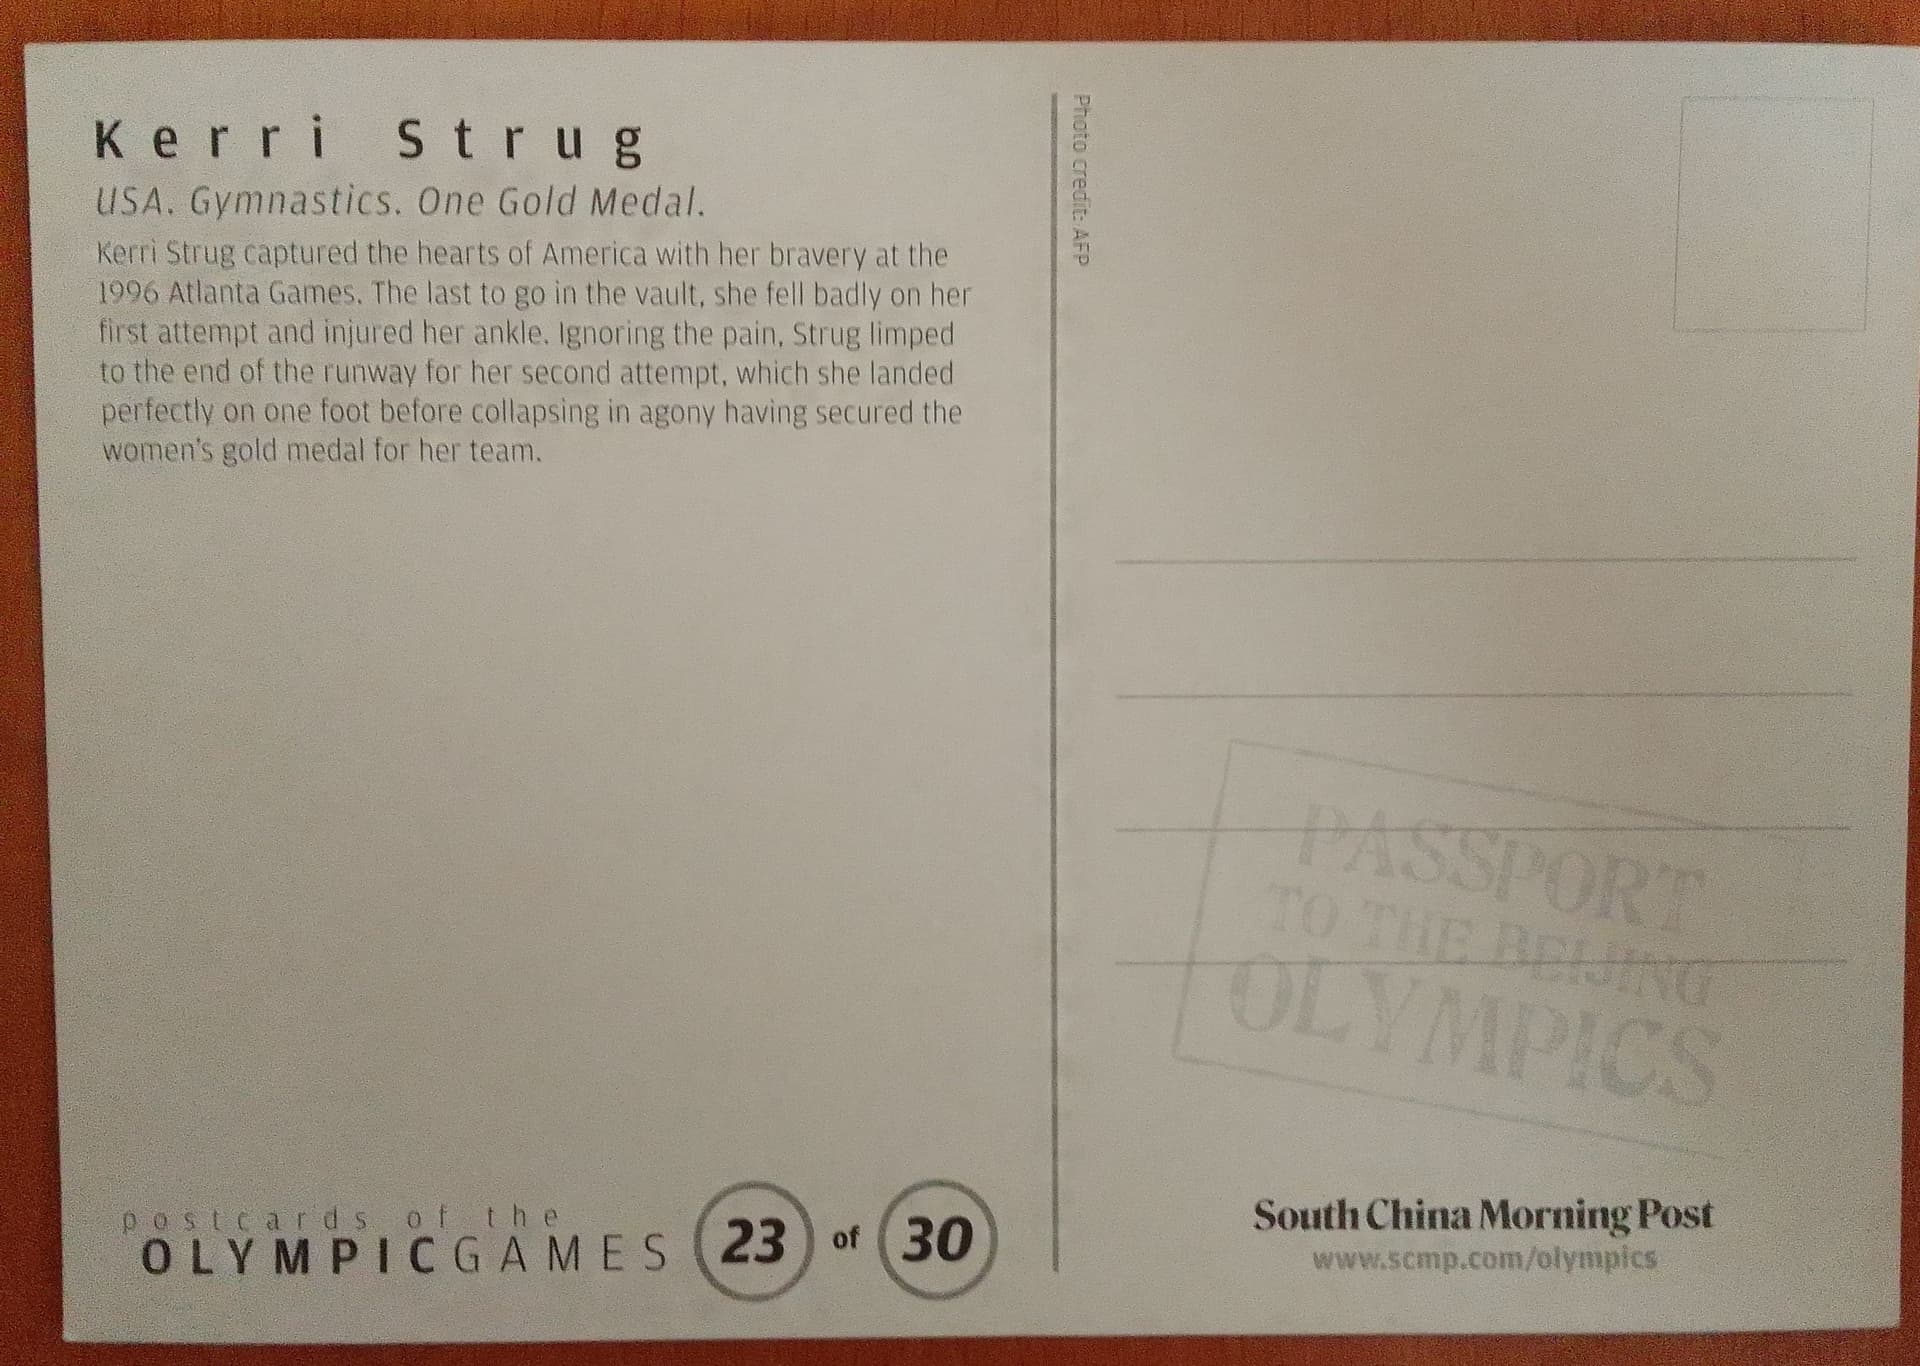 Kerri Strug
USA. Gymnastics. One Gold Medal.
Kerri Strug captured the hearts of America with her bravery at the
1996 Atlanta Games. The last to go in the vault, she fell badly on her
first attempt and injured her ankle. Ignoring the pain, Strug limped
to the end of the runway for her second attempt, which she landed
perfectly on one foot before collapsing in agony having secured the
women's gold medal for her team.
postcards of the
OLYMPICGAMES 23 of 30
Photo credit: AFP
PASSPORT
TO THE BEIJING
OLYMPICS
South China Morning Post
www.scmp.com/olympics